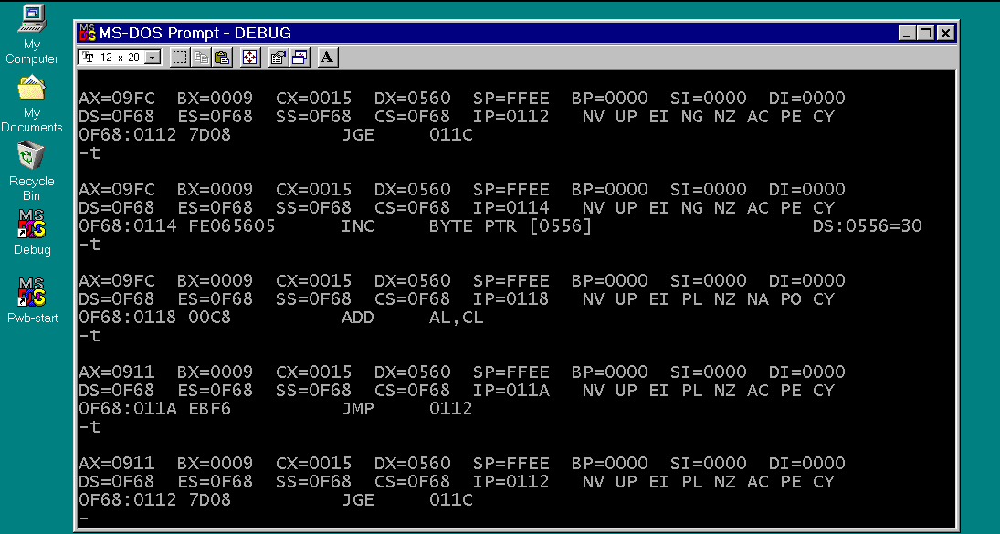 My
Computer
My
Documents
Recycle
Bin
MS
DOS
Debug
MS
DOS
Pwb-start
MS-DOS Prompt - DEBUG
12 x 20
A
AX=09FC BX=0009 CX=0015 DX=0560 SP=FFEE BP=0000 SI=0000 DI=0000
DS=0F68 ES=0F68 SS=0F68 CS=0F68 IP=0112 NV UP EI NG NZ AC PE CY
0F68:0112 7D08 JGE 011C
-t
AX=09FC BX=0009 CX=0015 DX=0560 SP=FFEE BP=0000 SI=0000 DI=0000
DS=0F68 ES=0F68 SS=0F68 CS=0F68 IP=0114 NV UP EI NG NZ AC PE CY
0F68:0114 FE065605 INC BYTE PTR [0556] DS:0556=30
-t
AX=09FC BX=0009 CX=0015 DX=0560 SP=FFEE BP=0000 SI=0000 DI=0000
DS=0F68 ES=0F68 SS=0F68 CS=0F68 IP=0118 NV UP EI PL NZ NA PO CY
0F68:0118 00C8 ADD AL,CL
-t
AX=0911 BX=0009 CX=0015 DX=0560 SP=FFEE BP=0000 SI=0000 DI=0000
DS=0F68 ES=0F68 SS=0F68 CS=0F68 IP=011A NV UP EI PL NZ AC PE CY
0F68:011A EBF6 JMP 0112
-t
AX=0911 BX=0009 CX=0015 DX=0560 SP=FFEE BP=0000 SI=0000 DI=0000
DS=0F68 ES=0F68 SS=0F68 CS=0F68 IP=0112 NV UP EI PL NZ AC PE CY
0F68:0112 7D08 JGE 011C
-